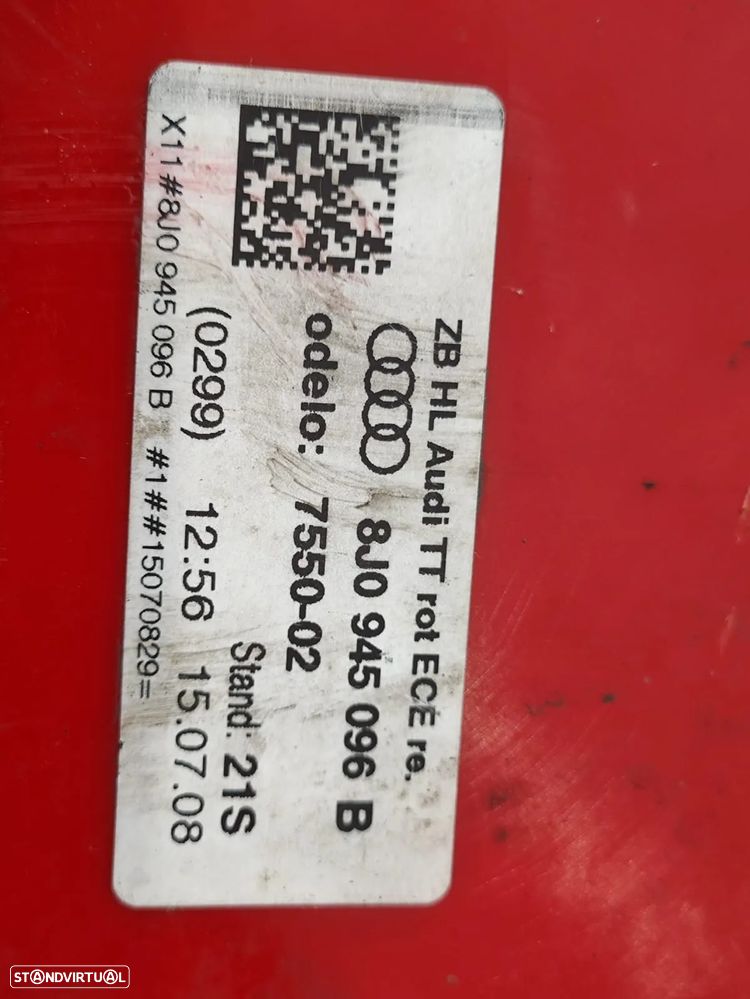 ZB HL Audi TT rot ECE re.
8J0 945 096 B
odelo: 7550-02
Stand: 21S
(0299) 12:56 15.07.08
X11#8J0 945 096 B #1##15070829=
STANDVIRTUAL